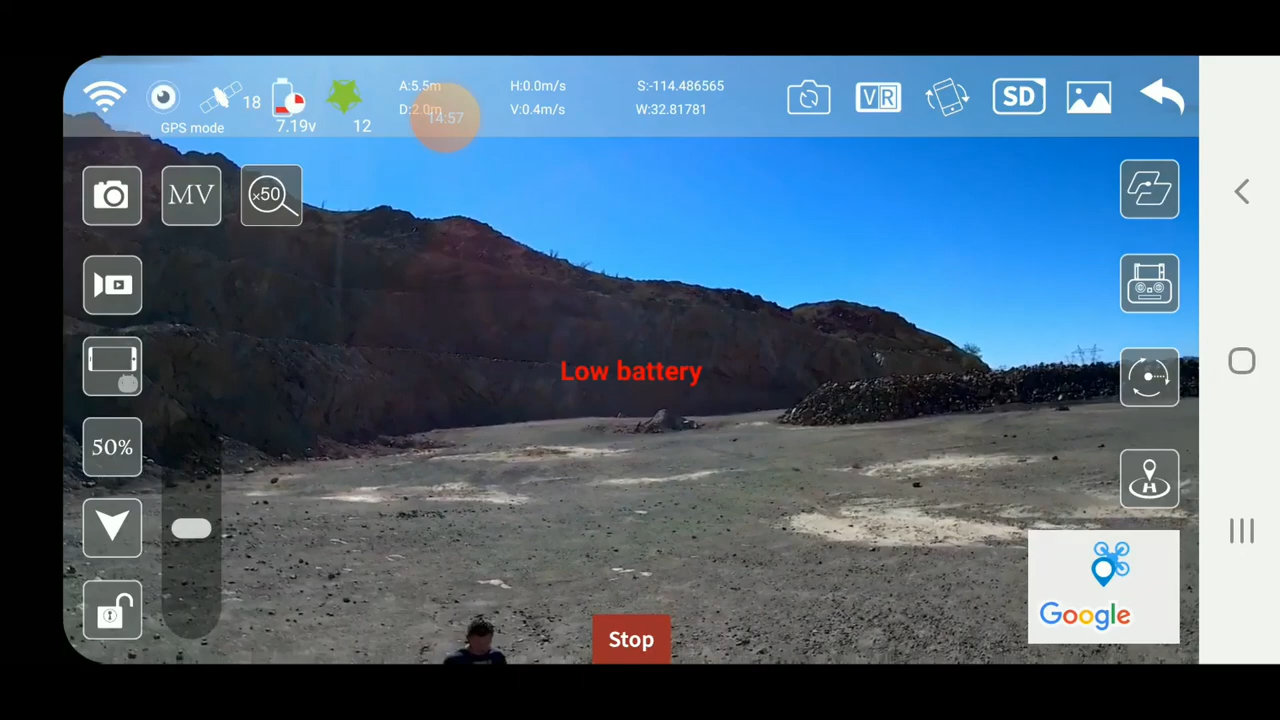 A:5.5m
H:0.0m/s
S:-114.486565
18
D:2.0m
14:57
V:0.4m/s
W:32.81781
GPS mode
7.19v
12
VR
SD
MV
x50
Low battery
50%
H
Stop
Google